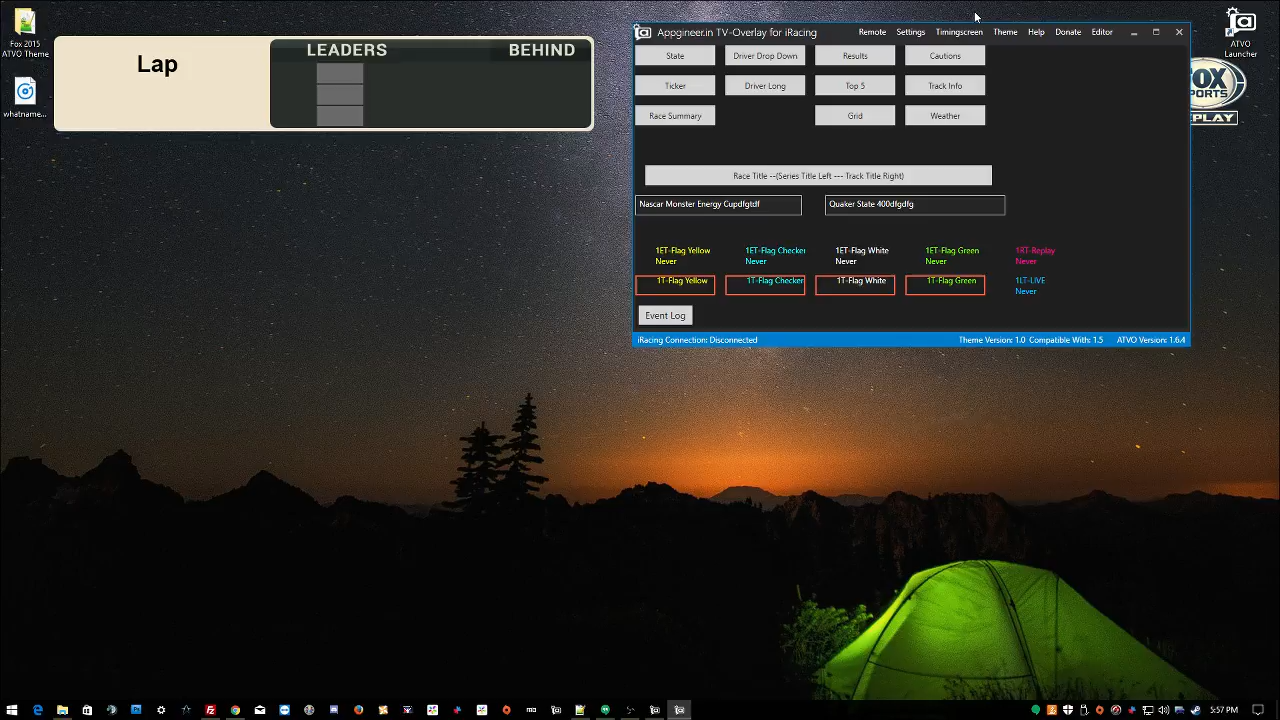 Fox 2015
ATVO Theme
whatname...
Lap
LEADERS BEHIND
Appgineer.in TV-Overlay for iRacing
Remote Settings Timingscreen Theme Help Donate Editor
State Driver Drop Down Results Cautions
Ticker Driver Long Top 5 Track Info
Race Summary Grid Weather
Race Title --(Series Title Left --- Track Title Right)
Nascar Monster Energy Cupdfgtdf Quaker State 400dfgdfg
1ET-Flag Yellow 1ET-Flag Checker 1ET-Flag White 1ET-Flag Green 1RT-Replay
Never Never Never Never Never
1T-Flag Yellow 1T-Flag Checker 1T-Flag White 1T-Flag Green 1LT-LIVE
Never
Event Log
iRacing Connection: Disconnected Theme Version: 1.0 Compatible With: 1.5 ATVO Version: 1.6.4
ATVO
Launcher
FOX
PORTS
PLAY
5:57 PM